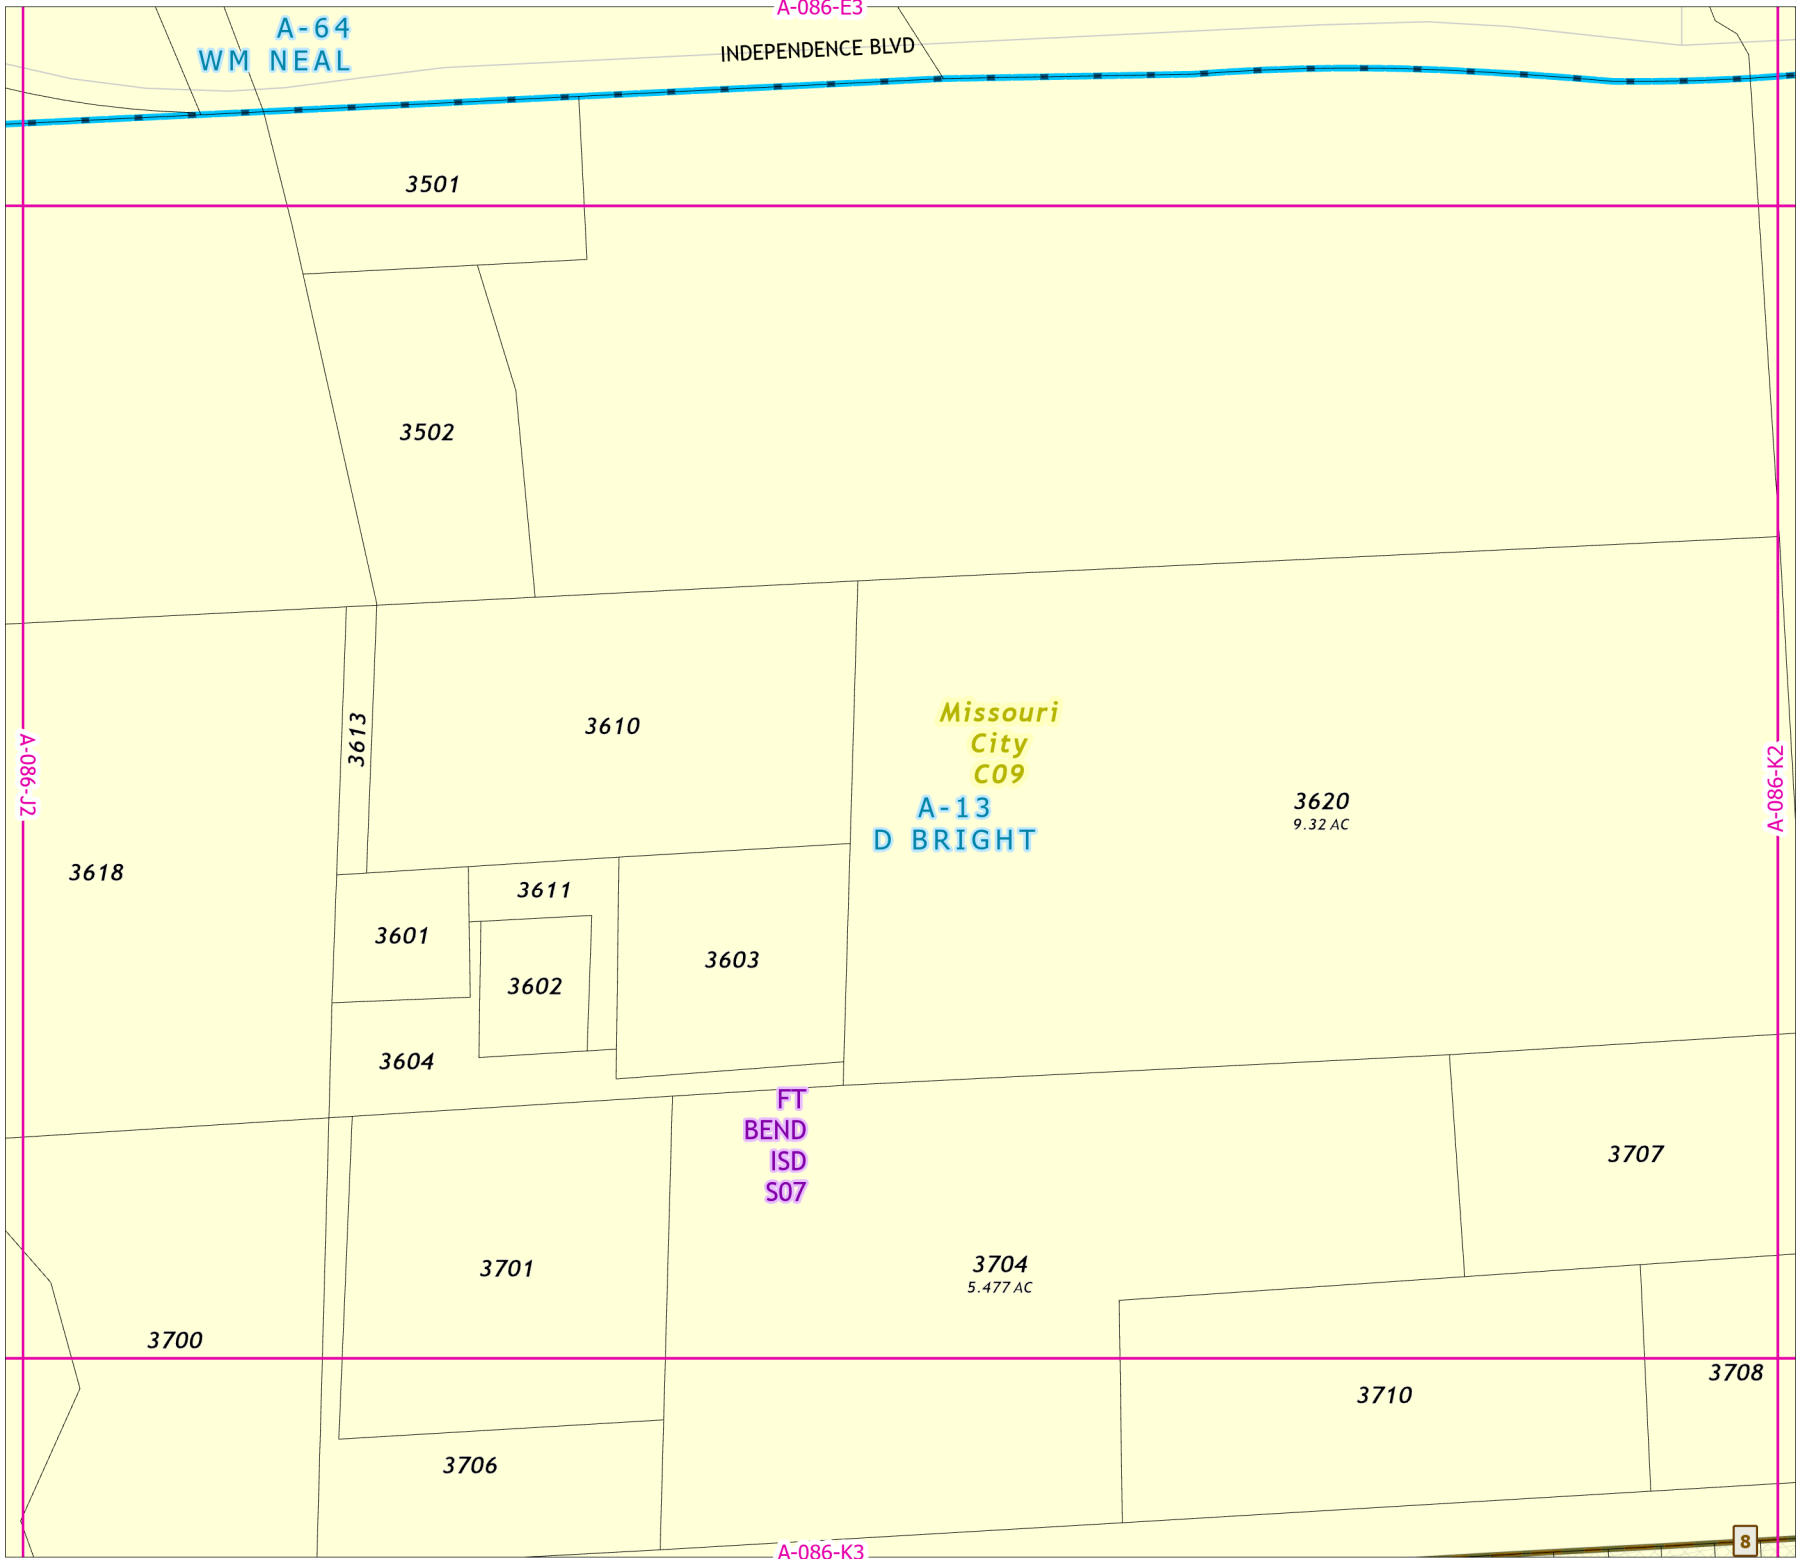 A-086-E3
A-64
WM NEAL
INDEPENDENCE BLVD
3501
3502
3613
3610
Missouri
City
C09
A-13
D BRIGHT
3620
9.32 AC
A-086-J2
A-086-K2
3618
3611
3601
3602
3603
3604
FT
BEND
ISD
S07
3707
3701
3704
5.477 AC
3700
3708
3710
3706
8
A-086-K3